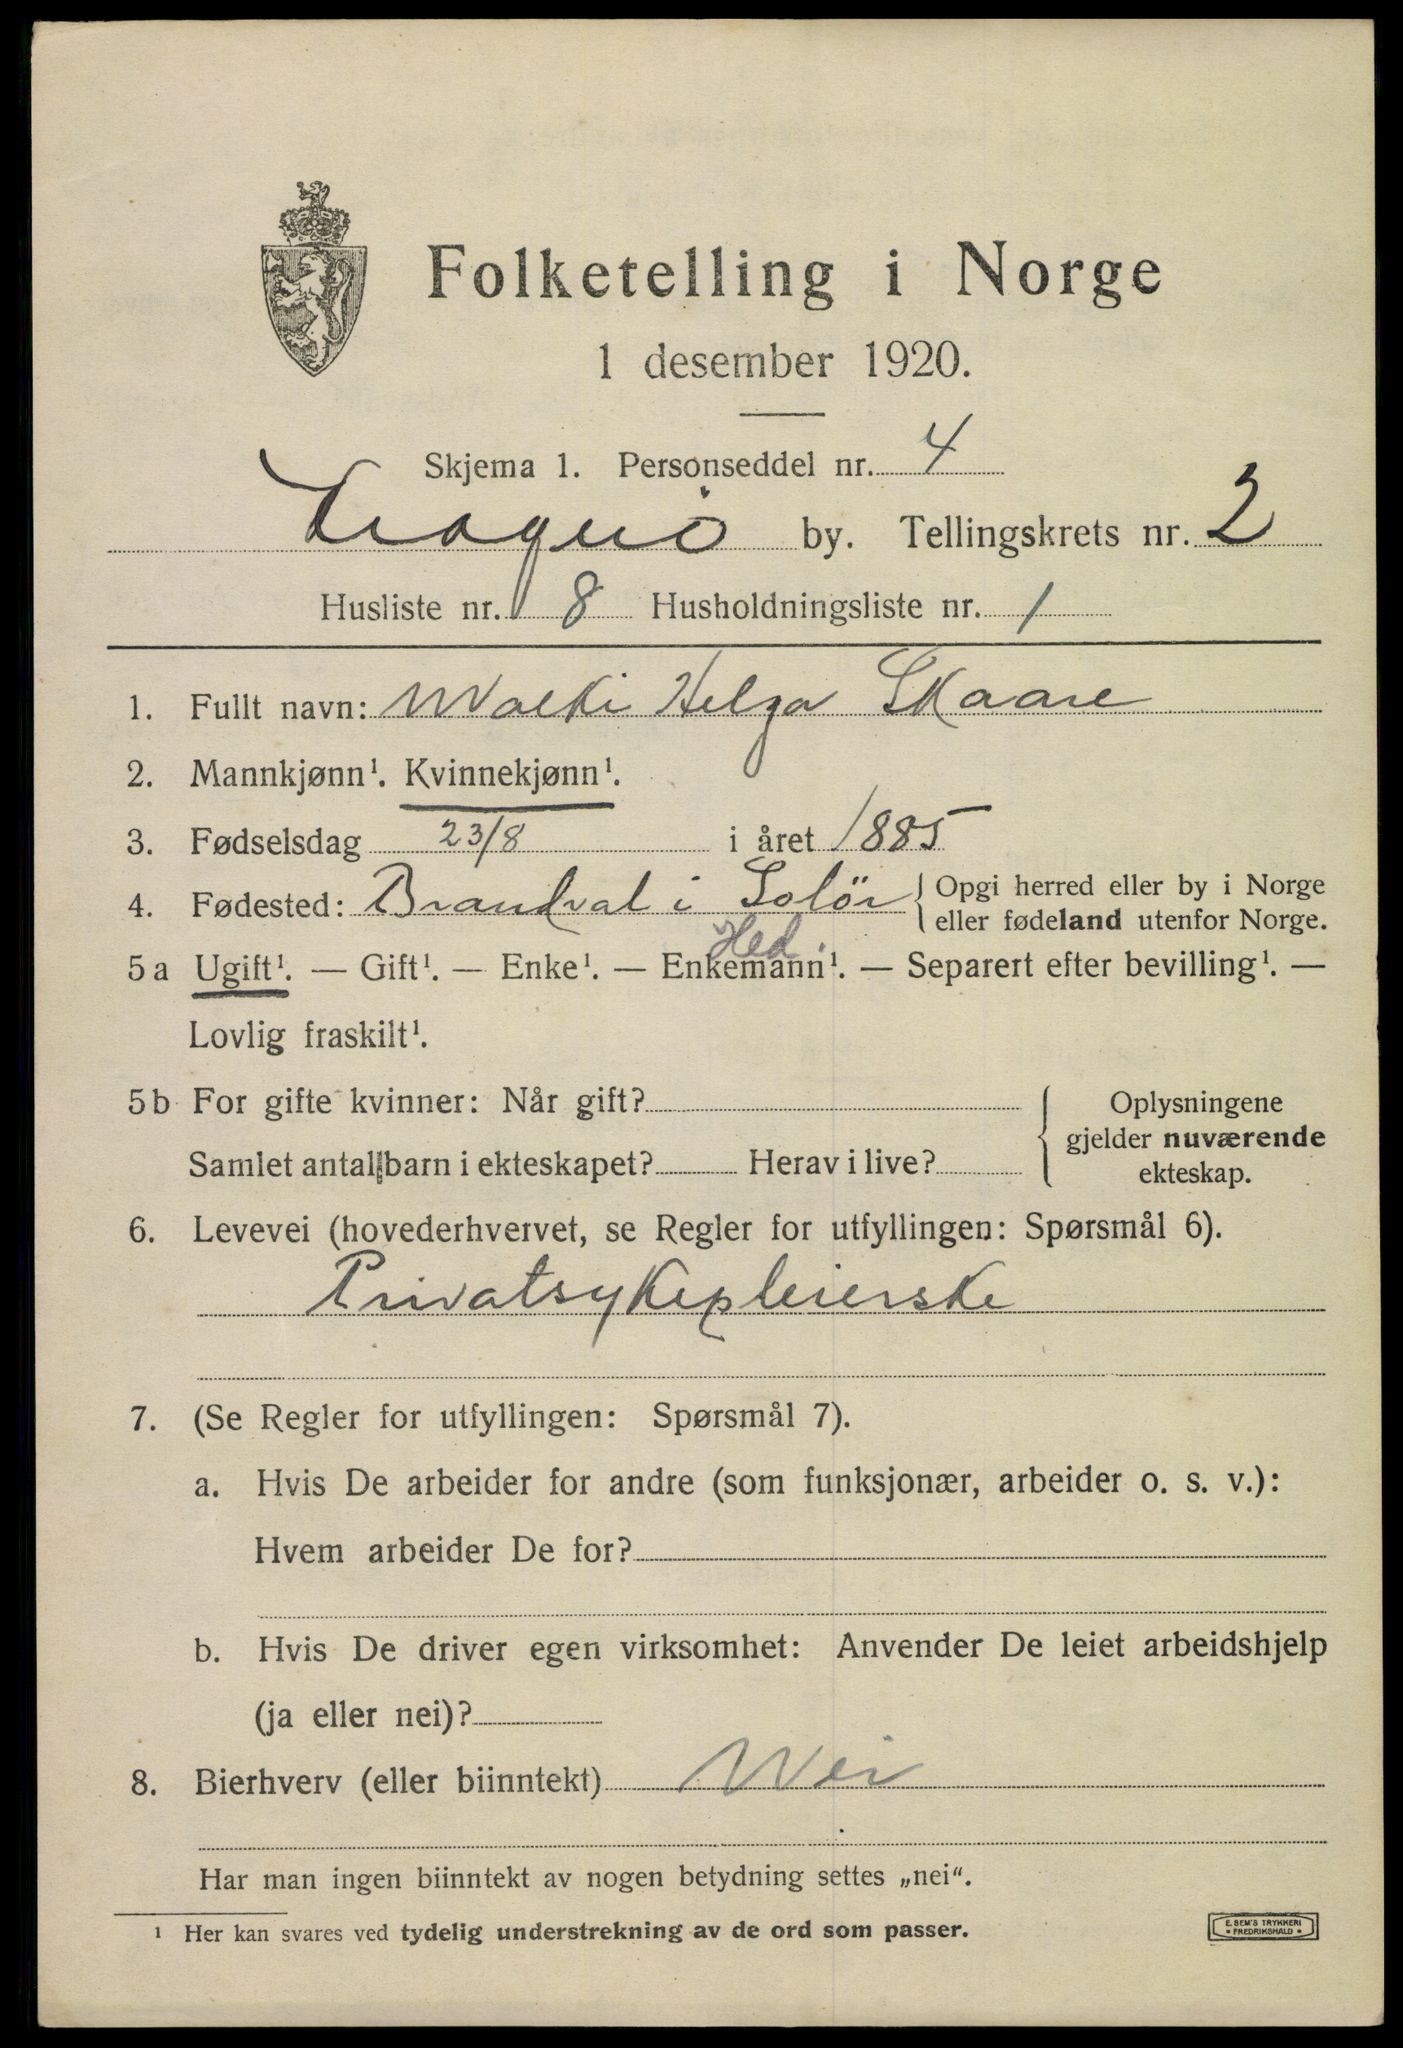 Folketelling i Norge
1 desember 1920.
Skjema 1. Personseddel nr. 4
Kragerø by. Tellingskrets nr. 2
Husliste nr. 8 Husholdningsliste nr. 1
1. Fullt navn: Helga Skaare
2. Mannkjønn¹. Kvinnekjønn¹.
3. Fødselsdag 23/8 i året 1885
4. Fødested: Brandval i Solör { Opgi herred eller by i Norge
eller fødeland utenfor Norge.
Hed.
5 a Ugift¹. — Gift¹. — Enke¹. — Enkemann¹. — Separert efter bevilling¹. —
Lovlig fraskilt¹.
5 b For gifte kvinner: Når gift?
Samlet antal barn i ekteskapet? Herav i live?
{ Oplysningene
gjelder nuværende
ekteskap.
6. Levevei (hovederhvervet, se Regler for utfyllingen: Spørsmål 6).
Privatsykepleierske
7. (Se Regler for utfyllingen: Spørsmål 7).
a. Hvis De arbeider for andre (som funksjonær, arbeider o. s. v.):
Hvem arbeider De for?
b. Hvis De driver egen virksomhet: Anvender De leiet arbeidshjelp
(ja eller nei)?
8. Bierhverv (eller biinntekt) Nei
Har man ingen biinntekt av nogen betydning settes „nei“.
¹ Her kan svares ved tydelig understrekning av de ord som passer.
E. SEM'S TRYKKERI
• FREDRIKSHALD •